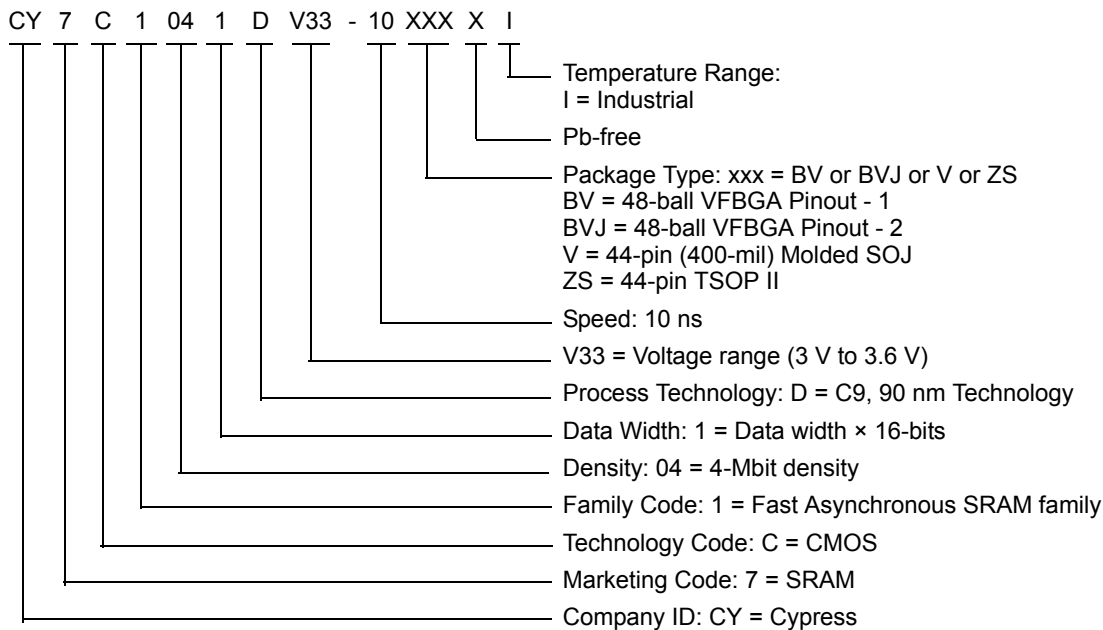 CY 7 C 1 04 1 D V33 - 10 XXX X I
Temperature Range:
I = Industrial
Pb-free
Package Type: xxx = BV or BVJ or V or ZS
BV = 48-ball VFBGA Pinout - 1
BVJ = 48-ball VFBGA Pinout - 2
V = 44-pin (400-mil) Molded SOJ
ZS = 44-pin TSOP II
Speed: 10 ns
V33 = Voltage range (3 V to 3.6 V)
Process Technology: D = C9, 90 nm Technology
Data Width: 1 = Data width × 16-bits
Density: 04 = 4-Mbit density
Family Code: 1 = Fast Asynchronous SRAM family
Technology Code: C = CMOS
Marketing Code: 7 = SRAM
Company ID: CY = Cypress